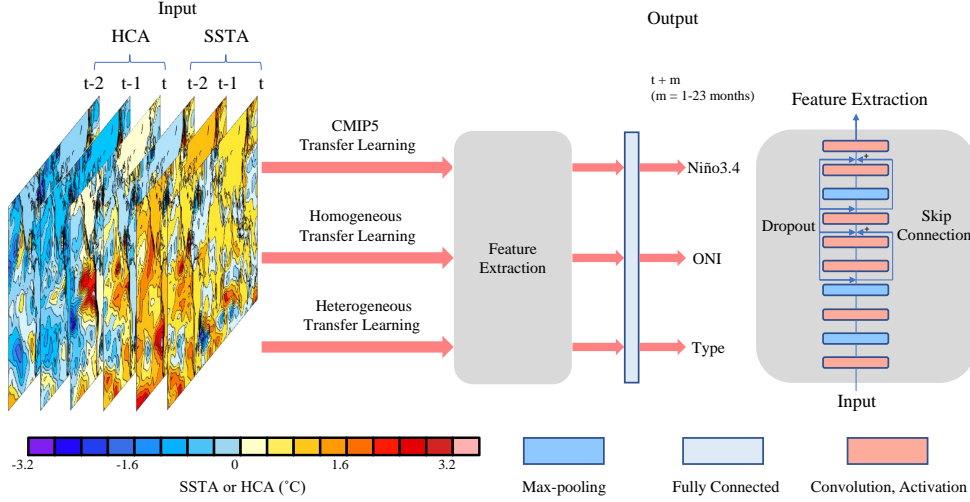 Input
Output
HCA
SSTA
t-2
t-1
t
t-2
t-1
t
t + m
(m = 1-23 months)
CMIP5
Transfer Learning
Homogeneous
Transfer Learning
Heterogeneous
Transfer Learning
Feature
Extraction
Niño3.4
ONI
Type
Feature Extraction
+
+
Dropout
Skip
Connection
Input
-3.2
-1.6
0
1.6
3.2
SSTA or HCA (˚C)
Max-pooling
Fully Connected
Convolution, Activation